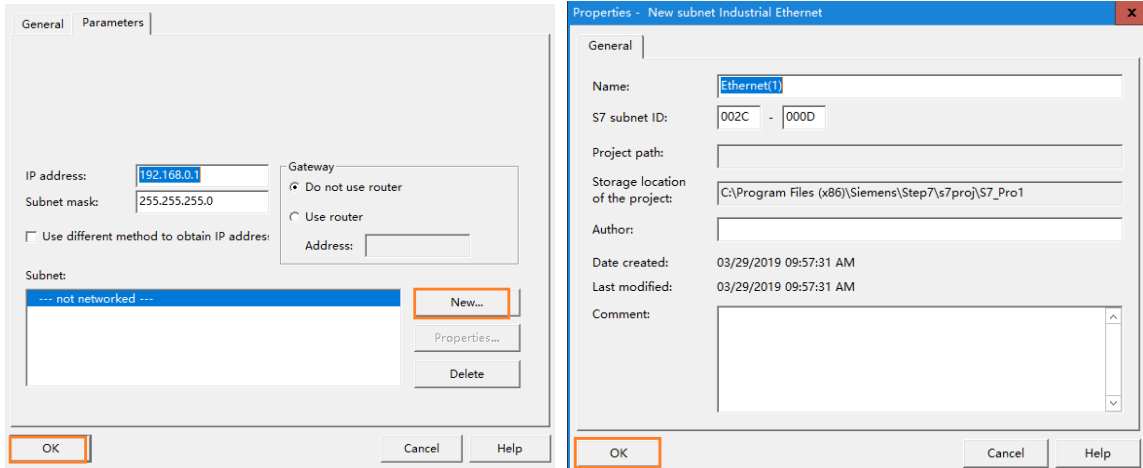 General Parameters
IP address: 192.168.0.1
Subnet mask: 255.255.255.0
Use different method to obtain IP address
Gateway
Do not use router
Use router
Address:
Subnet:
--- not networked ---
New...
Properties...
Delete
OK Cancel Help
Properties - New subnet Industrial Ethernet x
General
Name: Ethernet(1)
S7 subnet ID: 002C - 000D
Project path:
Storage location
of the project: C:\Program Files (x86)\Siemens\Step7\s7proj\S7_Pro1
Author:
Date created: 03/29/2019 09:57:31 AM
Last modified: 03/29/2019 09:57:31 AM
Comment:
OK Cancel Help